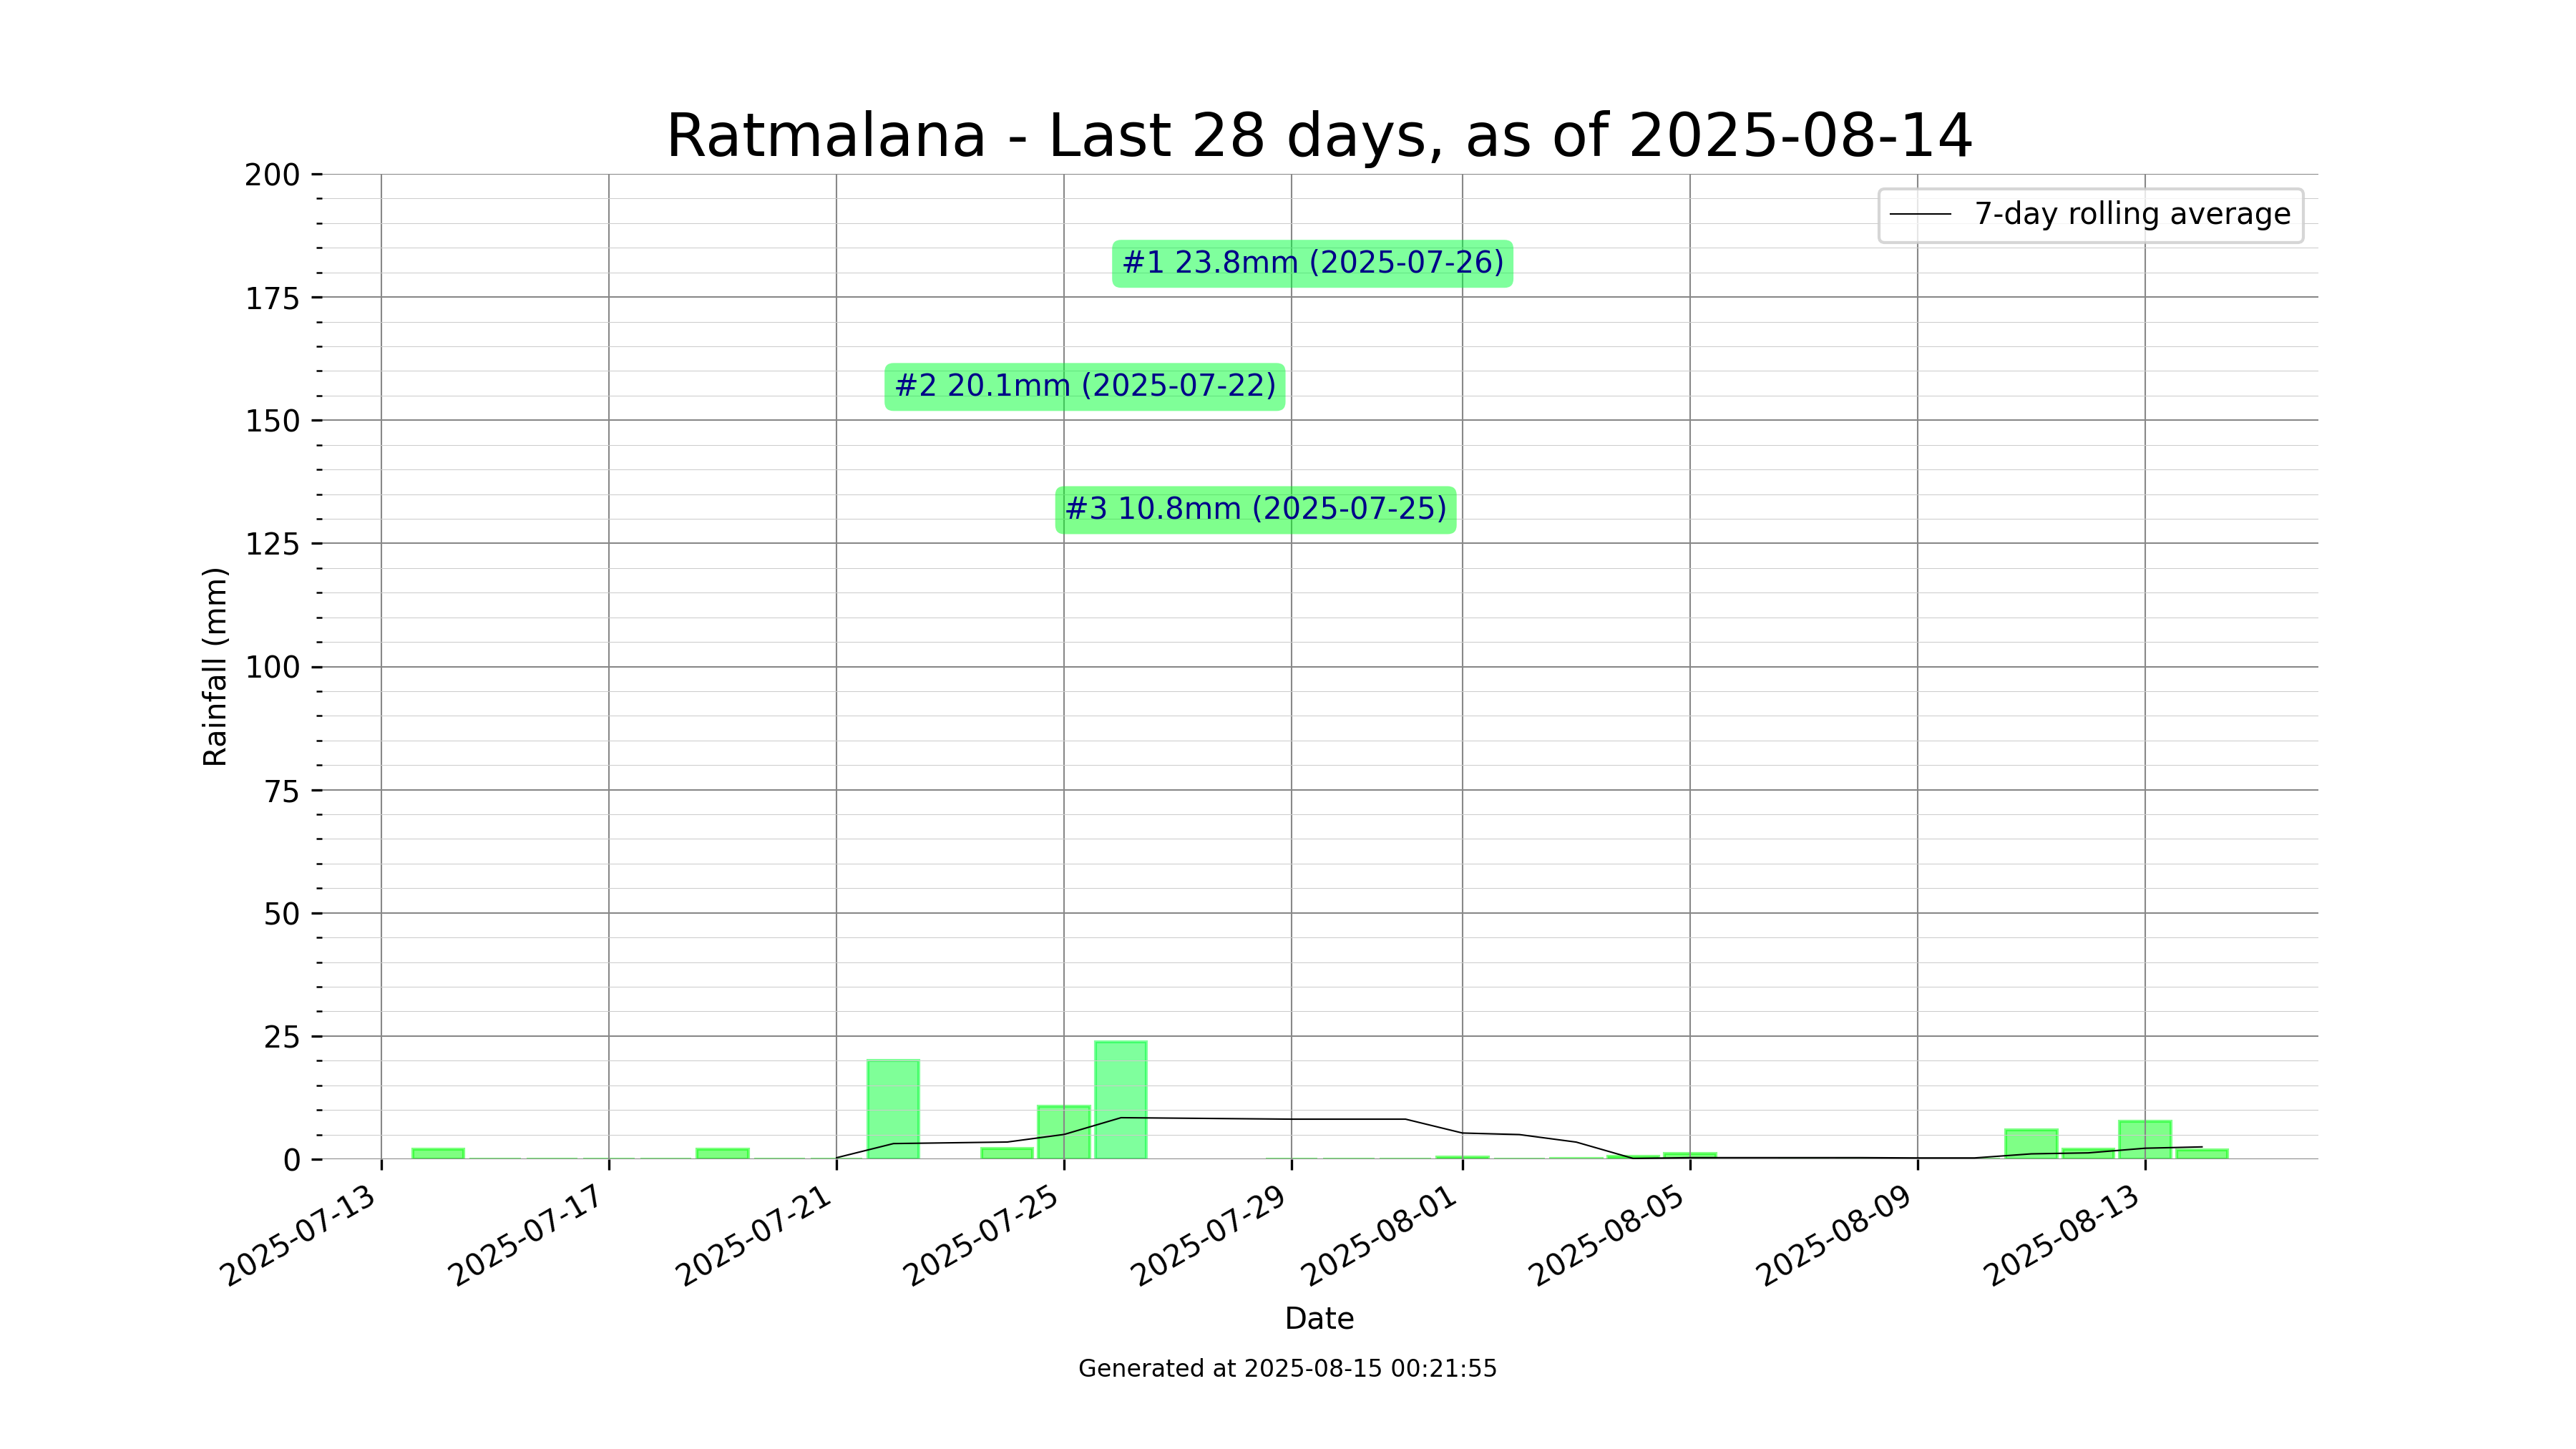 Ratmalana - Last 28 days, as of 2025-08-14
200
175
150
125
100
75
50
25
0
Rainfall (mm)
7-day rolling average
#1 23.8mm (2025-07-26)
#2 20.1mm (2025-07-22)
#3 10.8mm (2025-07-25)
2025-07-13
2025-07-17
2025-07-21
2025-07-25
2025-07-29
2025-08-01
2025-08-05
2025-08-09
2025-08-13
Date
Generated at 2025-08-15 00:21:55